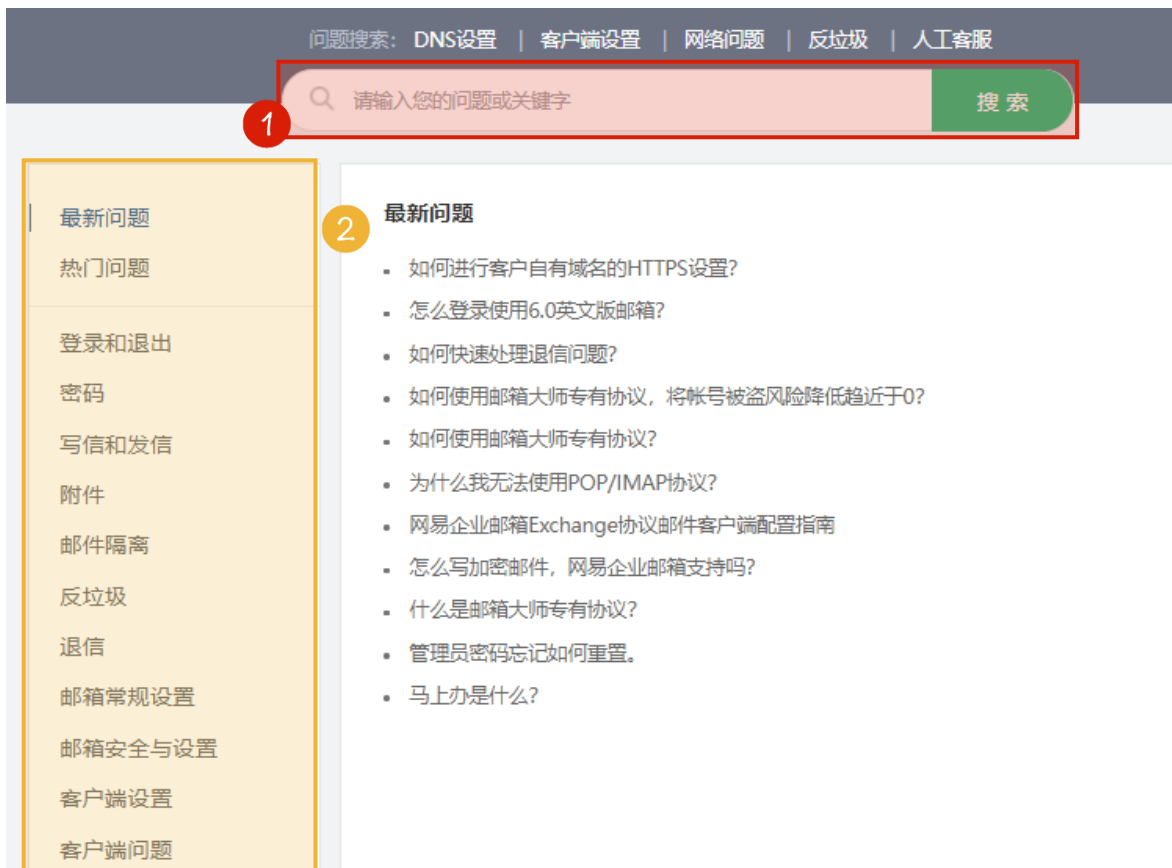 问题搜索: DNS设置 | 客户端设置 | 网络问题 | 反垃圾 | 人工客服
请输入您的问题或关键字
搜 索
1
最新问题
热门问题
登录和退出
密码
写信和发信
附件
邮件隔离
反垃圾
退信
邮箱常规设置
邮箱安全与设置
客户端设置
客户端问题
2
最新问题
如何进行客户自有域名的HTTPS设置?
怎么登录使用6.0英文版邮箱?
如何快速处理退信问题?
如何使用邮箱大师专有协议，将帐号被盗风险降低趋近于0?
如何使用邮箱大师专有协议?
为什么我无法使用POP/IMAP协议?
网易企业邮箱Exchange协议邮件客户端配置指南
怎么写加密邮件，网易企业邮箱支持吗?
什么是邮箱大师专有协议?
管理员密码忘记如何重置。
马上办是什么?